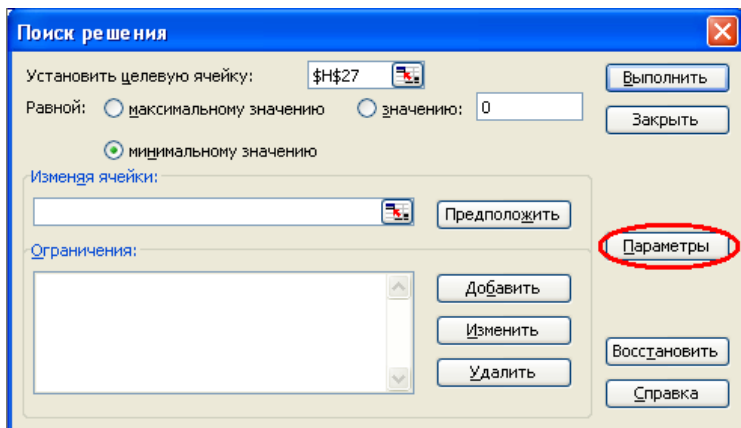 Поиск решения
Установить целевую ячейку: $H$27 Выполнить
Равной: максимальному значению значению: 0 Закрыть
минимальному значению
Изменяя ячейки:
Предположить
Параметры
Ограничения:
Добавить
Изменить
Восстановить
Удалить
Справка